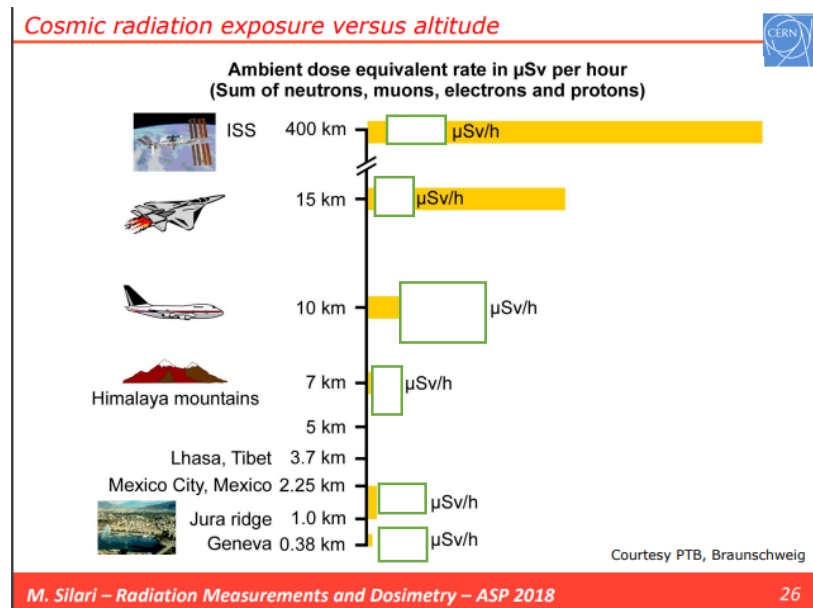 Cosmic radiation exposure versus altitude
CERN
Ambient dose equivalent rate in µSv per hour
(Sum of neutrons, muons, electrons and protons)
ISS 400 km µSv/h
15 km µSv/h
10 km µSv/h
7 km µSv/h
Himalaya mountains
5 km
Lhasa, Tibet 3.7 km
Mexico City, Mexico 2.25 km
µSv/h
Jura ridge 1.0 km
Geneva 0.38 km µSv/h
Courtesy PTB, Braunschweig
M. Silari – Radiation Measurements and Dosimetry – ASP 2018 26